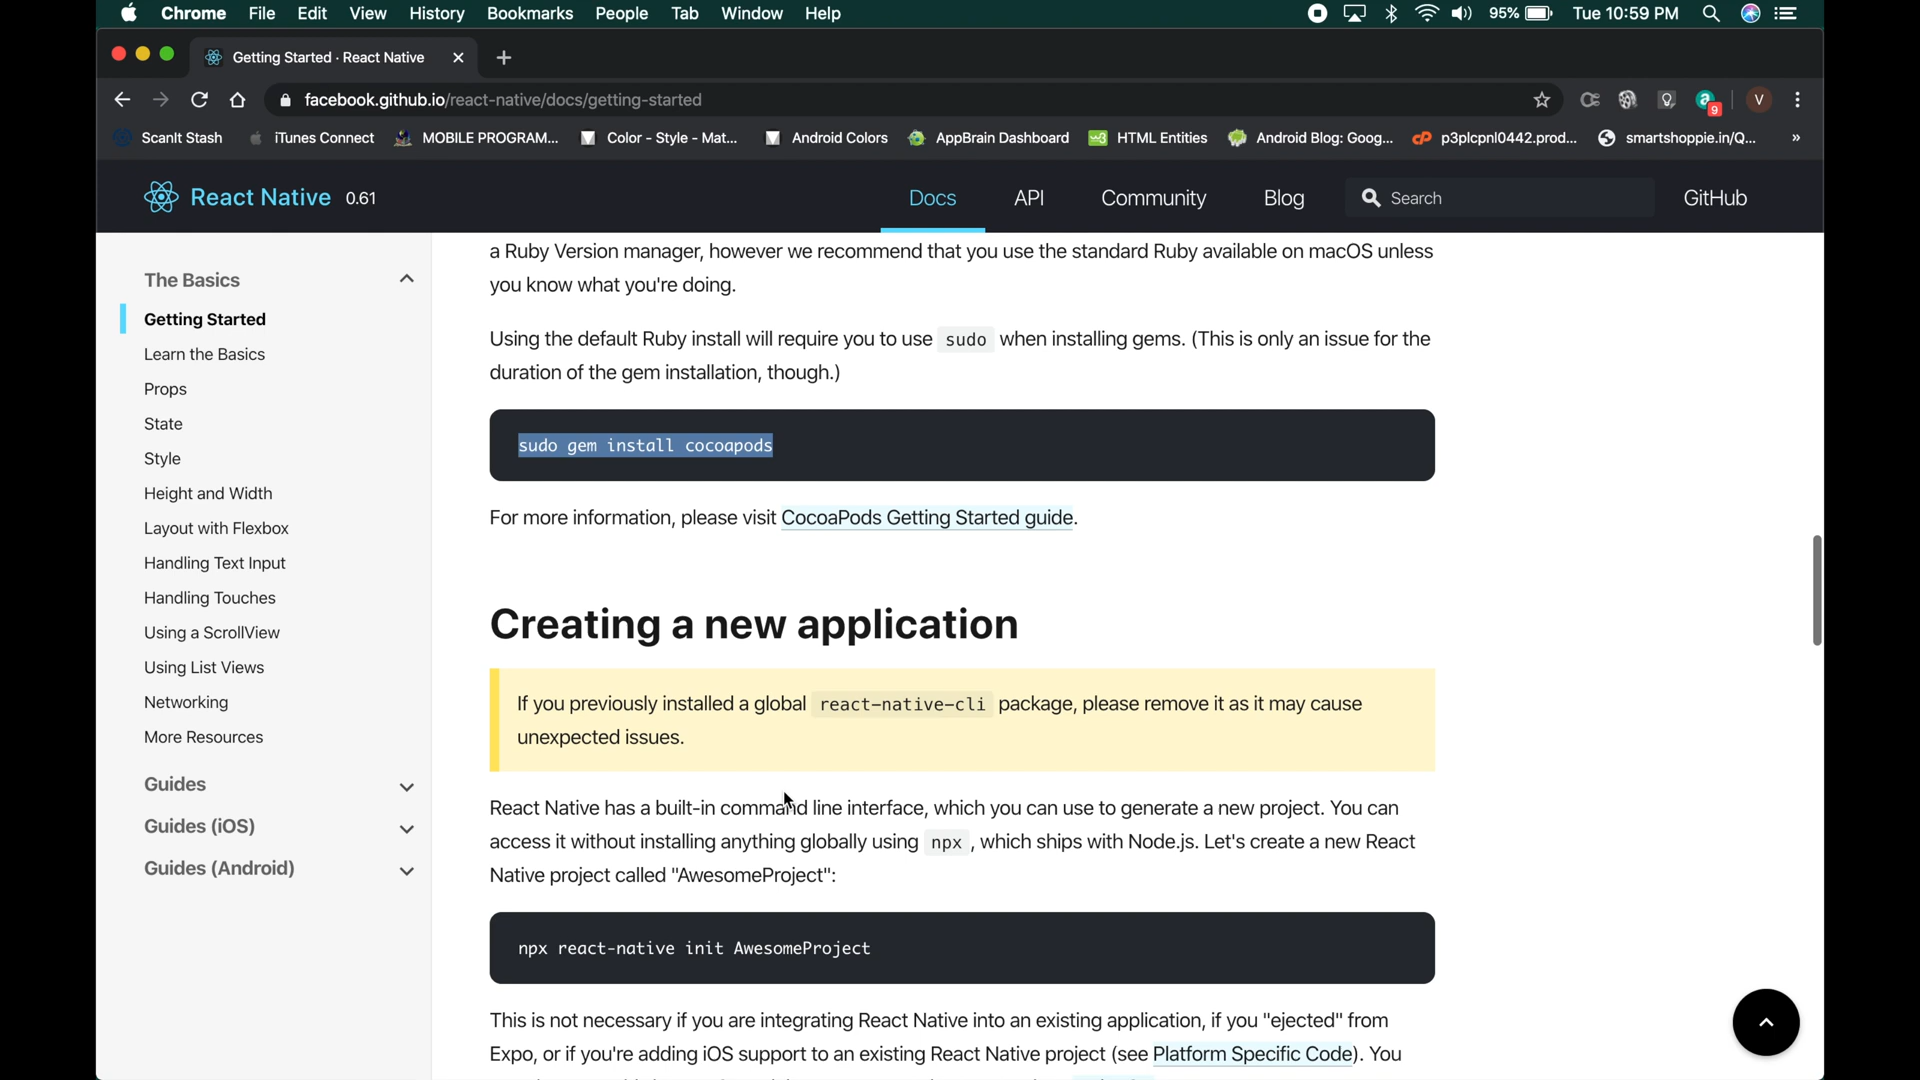 Chrome File Edit View History Bookmarks People Tab Window Help 95% Tue 10:59 PM
Getting Started · React Native
facebook.github.io/react-native/docs/getting-started 9 V
ScanIt Stash iTunes Connect MOBILE PROGRAM... Color - Style - Mat... Android Colors AppBrain Dashboard HTML Entities Android Blog: Goog... p3plcpnl0442.prod... smartshoppie.in/Q... »
React Native 0.61 Docs API Community Blog Search GitHub
The Basics
Getting Started
Learn the Basics
Props
State
Style
Height and Width
Layout with Flexbox
Handling Text Input
Handling Touches
Using a ScrollView
Using List Views
Networking
More Resources
Guides
Guides (iOS)
Guides (Android)
a Ruby Version manager, however we recommend that you use the standard Ruby available on macOS unless
you know what you're doing.
Using the default Ruby install will require you to use sudo when installing gems. (This is only an issue for the
duration of the gem installation, though.)
sudo gem install cocoapods
For more information, please visit CocoaPods Getting Started guide.
Creating a new application
If you previously installed a global react-native-cli package, please remove it as it may cause
unexpected issues.
React Native has a built-in command line interface, which you can use to generate a new project. You can
access it without installing anything globally using npx , which ships with Node.js. Let's create a new React
Native project called "AwesomeProject":
npx react-native init AwesomeProject
This is not necessary if you are integrating React Native into an existing application, if you "ejected" from
Expo, or if you're adding iOS support to an existing React Native project (see Platform Specific Code). You